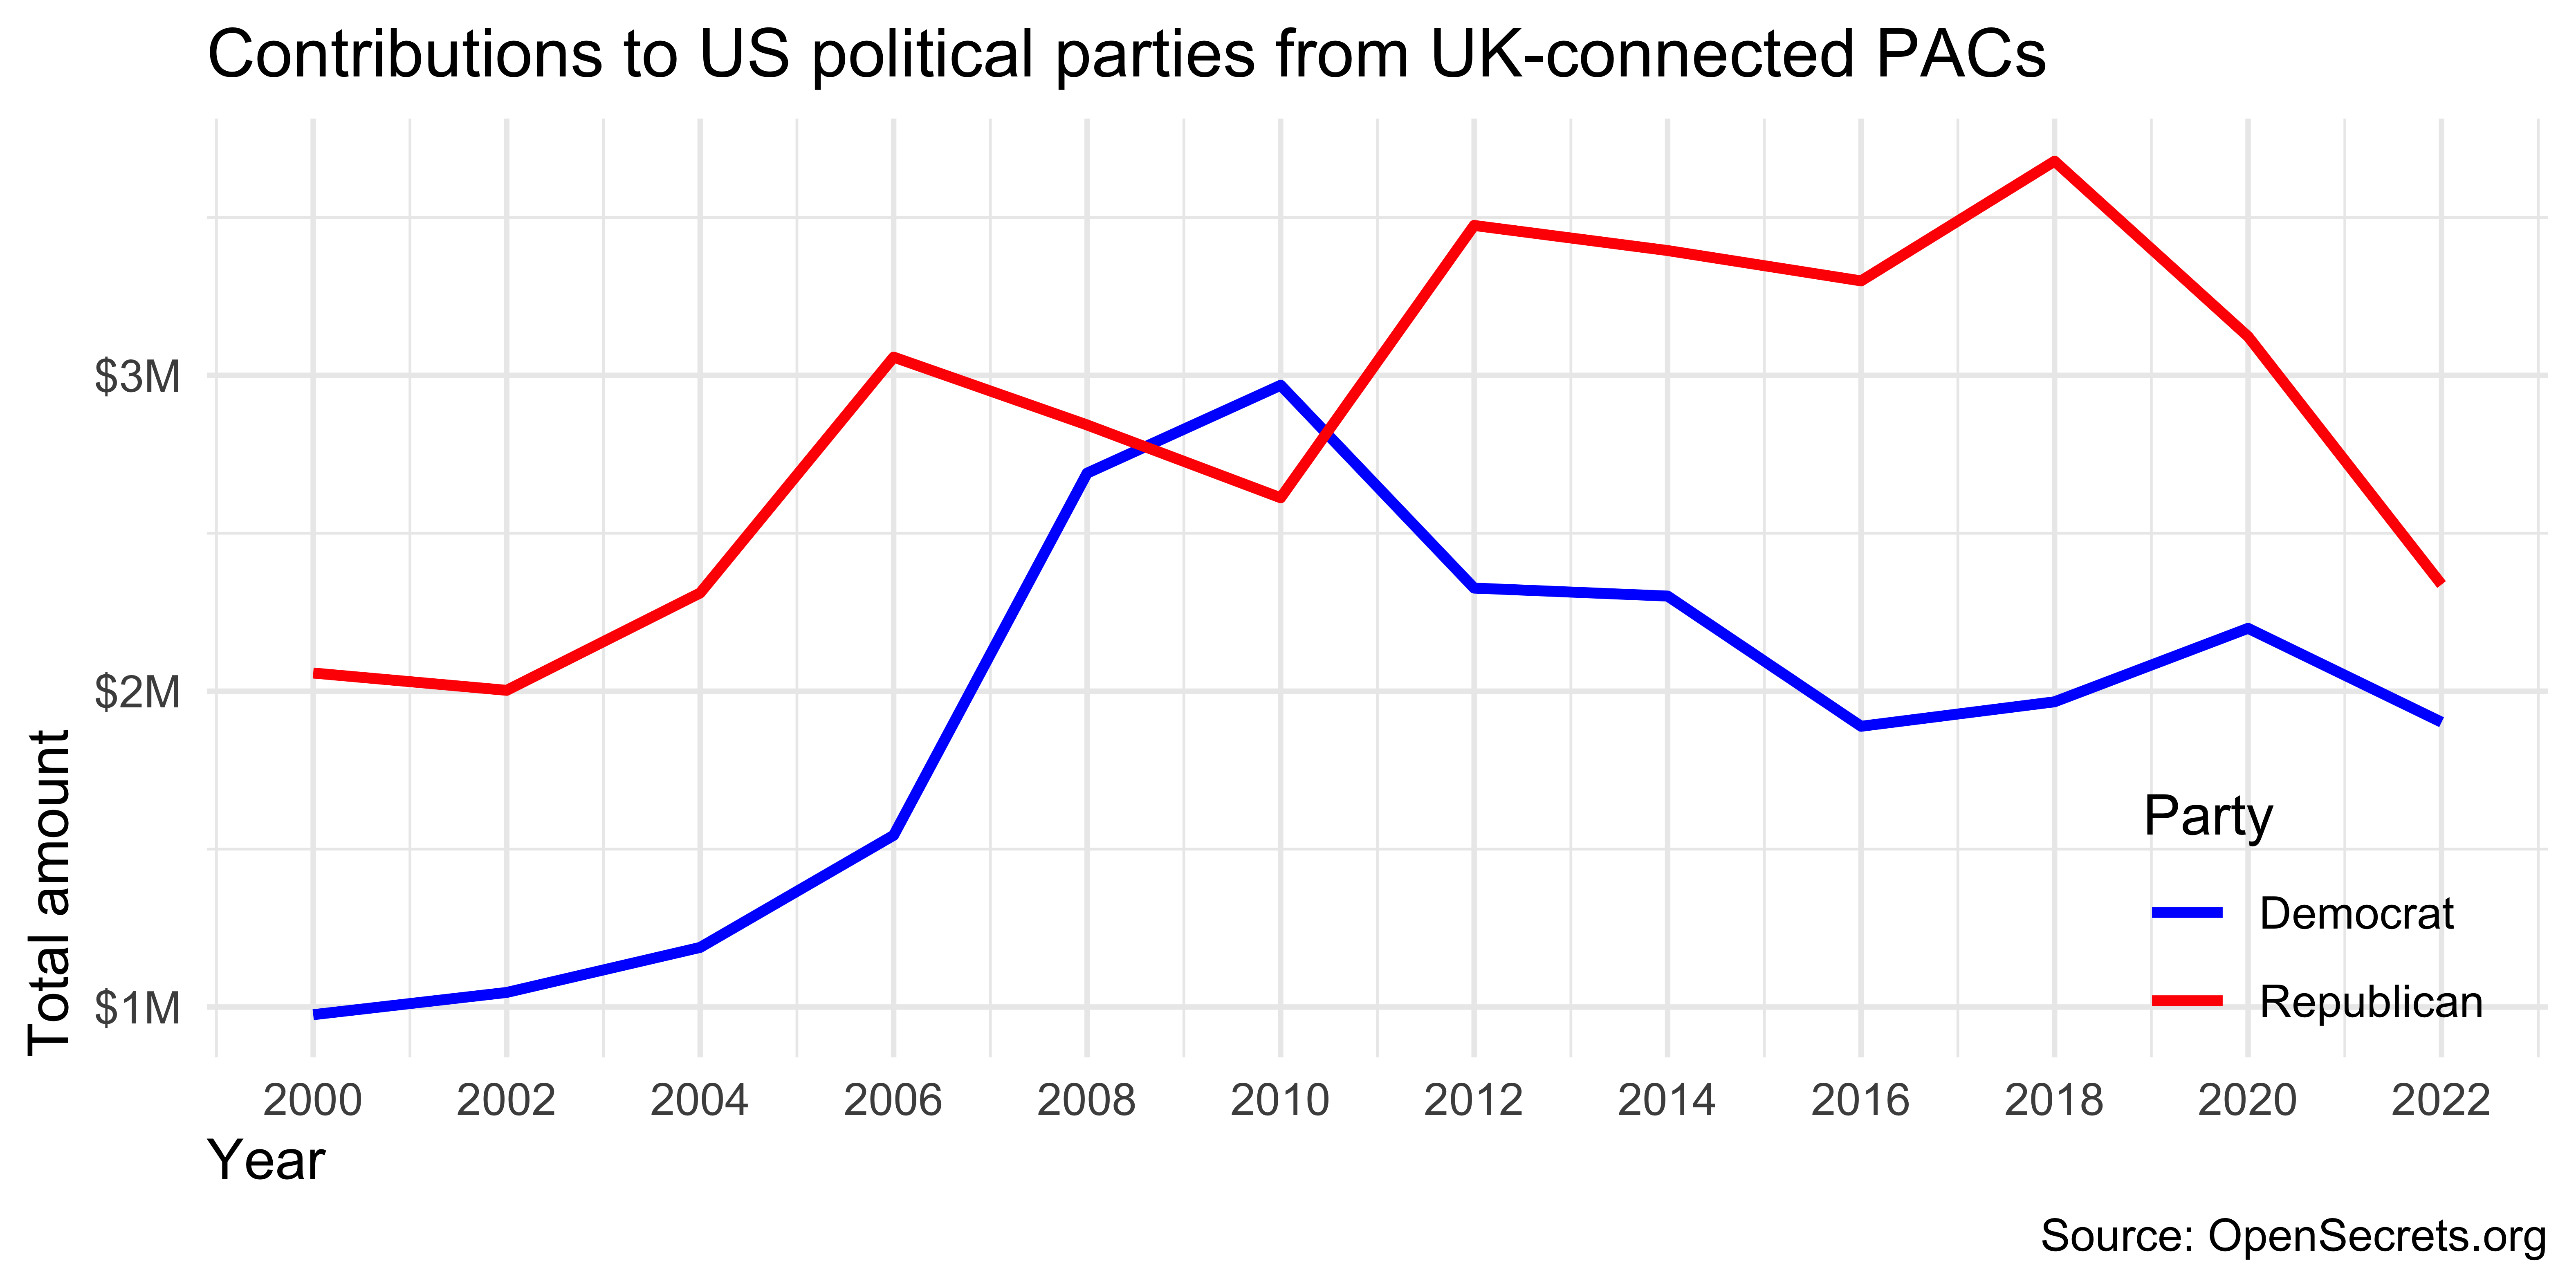 Contributions to US political parties from UK-connected PACs
Total amount
$3M
$2M
$1M
Party
Democrat
Republican
2000 2002 2004 2006 2008 2010 2012 2014 2016 2018 2020 2022
Year
Source: OpenSecrets.org